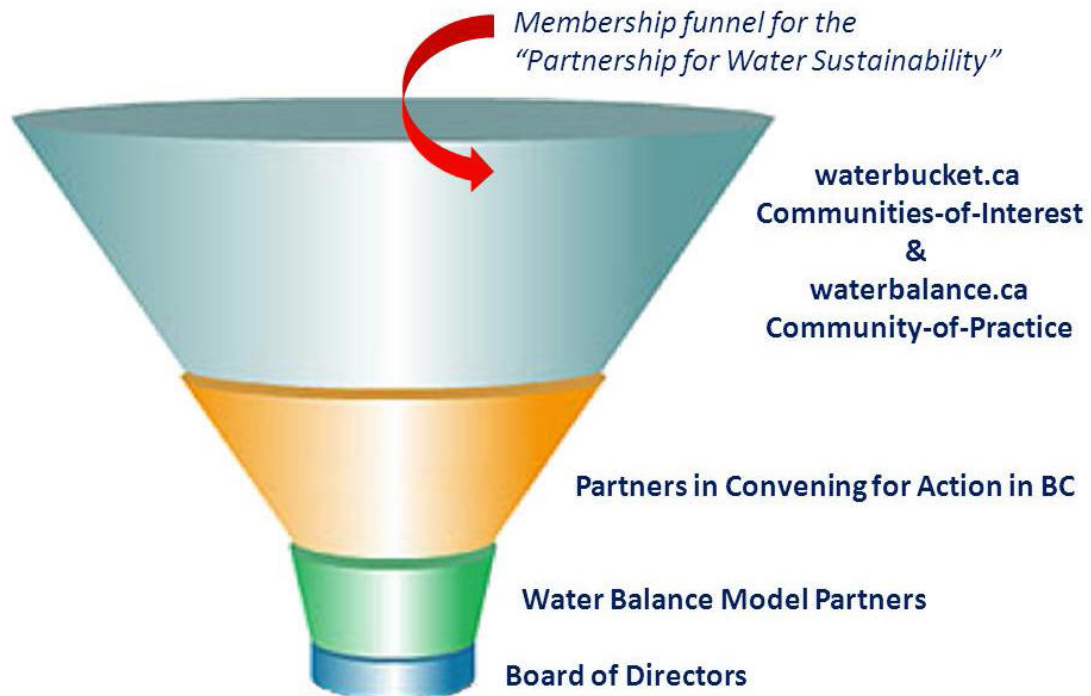 Membership funnel for the
“Partnership for Water Sustainability”
waterbucket.ca
Communities-of-Interest
&
waterbalance.ca
Community-of-Practice
Partners in Convening for Action in BC
Water Balance Model Partners
Board of Directors